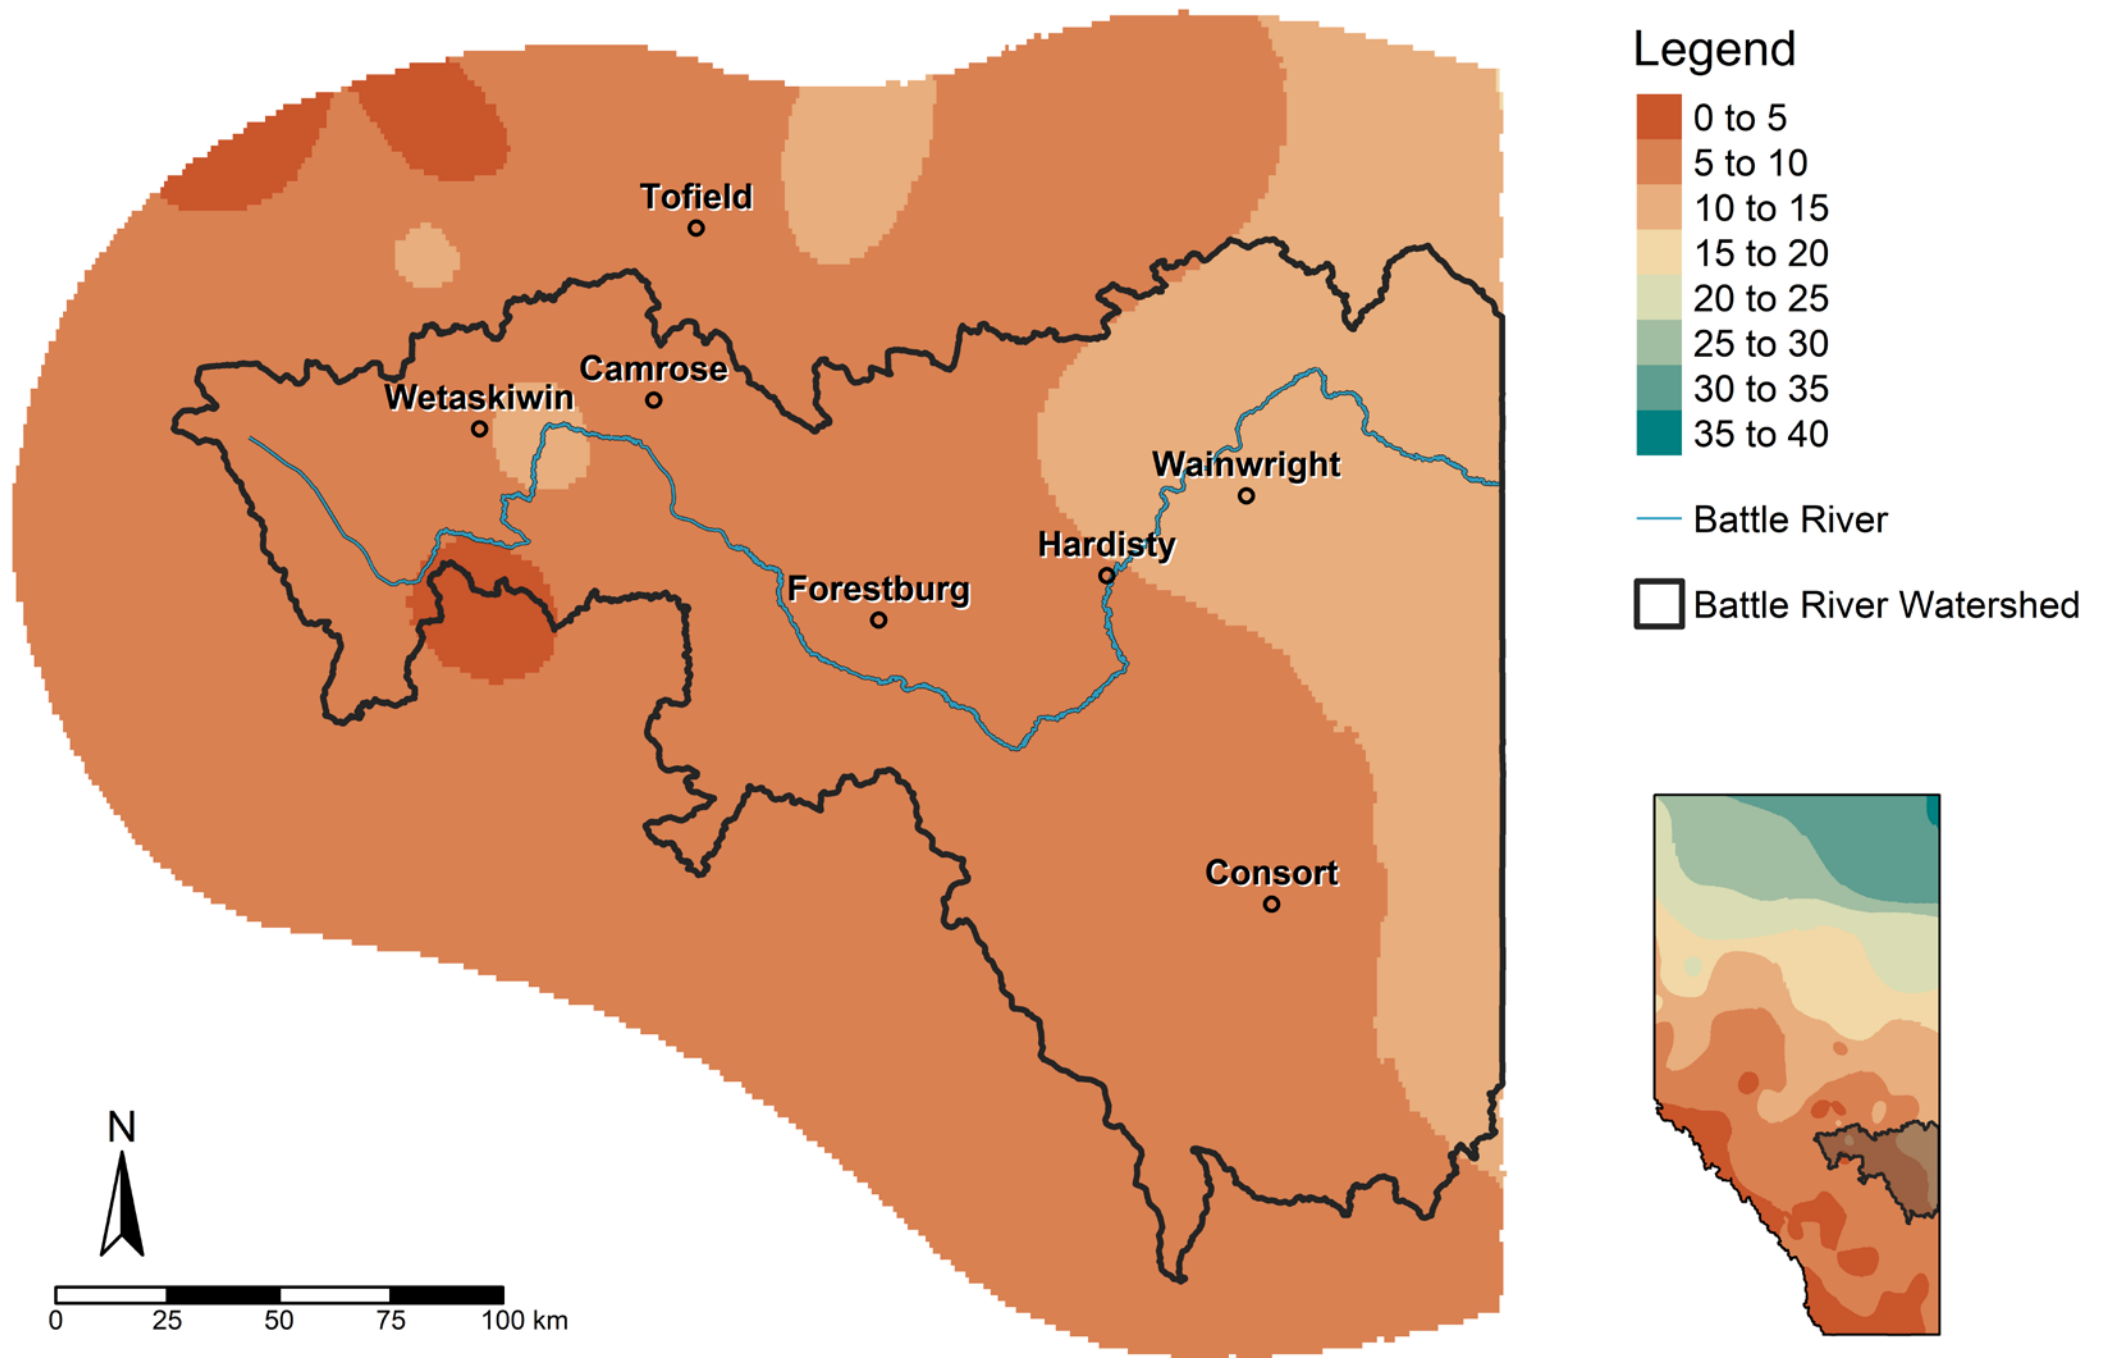 Legend
0 to 5
5 to 10
10 to 15
15 to 20
20 to 25
25 to 30
30 to 35
35 to 40
Battle River
Battle River Watershed
Tofield
Camrose
Wetaskiwin
Wainwright
Hardisty
Forestburg
Consort
N
0 25 50 75 100 km